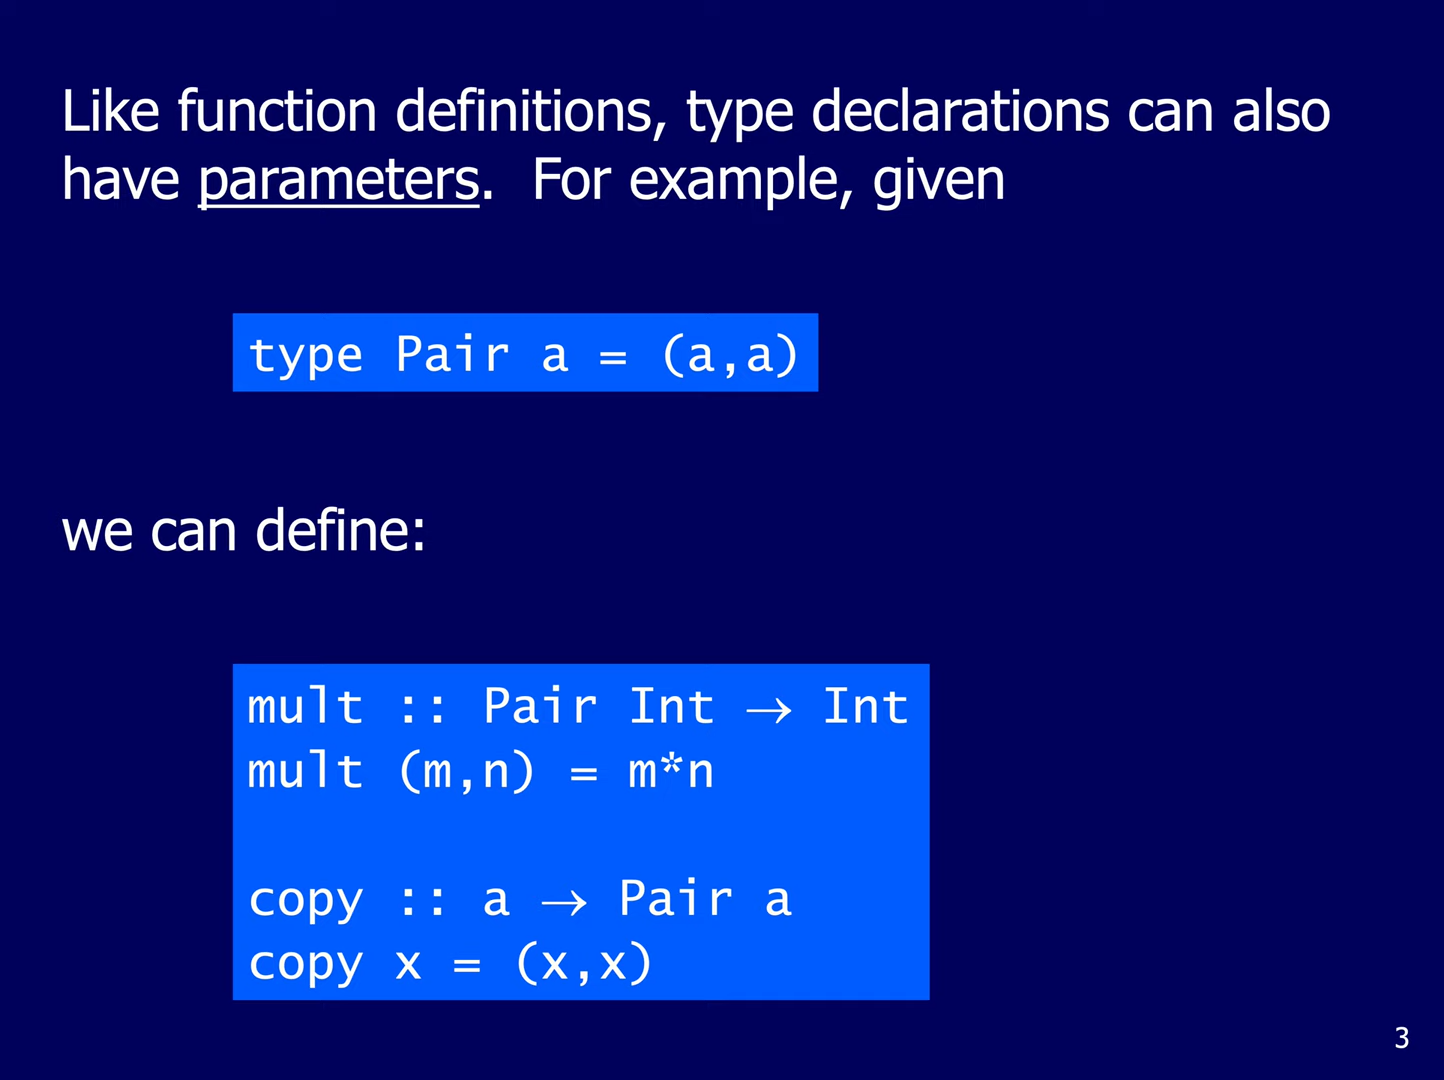 Like function definitions, type declarations can also
have parameters.  For example, given
type Pair a = (a,a)
we can define:
mult :: Pair Int → Int
mult (m,n) = m*n
copy :: a → Pair a
copy x = (x,x)
3